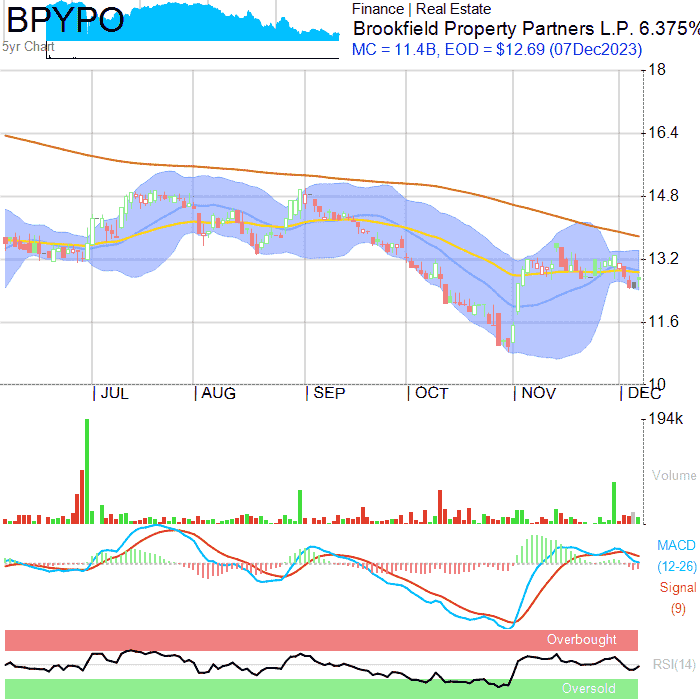 BPYPO
5yr Chart
Finance | Real Estate
Brookfield Property Partners L.P. 6.375%
MC = 11.4B, EOD = $12.69 (07Dec2023)
18
16.4
14.8
13.2
11.6
10
JUL AUG SEP OCT NOV DEC
194k
Volume
MACD
(12-26)
Signal
(9)
Overbought
RSI(14)
Oversold